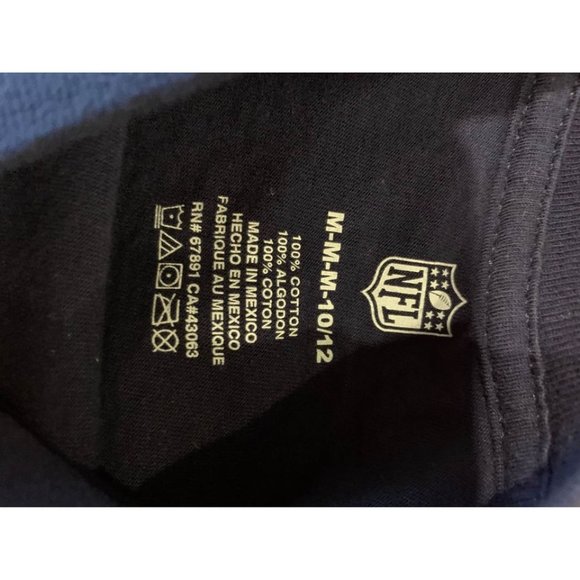 NFL
M-M-M-10/12
100% COTTON
100% ALGODON
100% COTON
MADE IN MEXICO
HECHO EN MEXICO
FABRIQUE AU MEXIQUE
RN# 67891 CA#43063